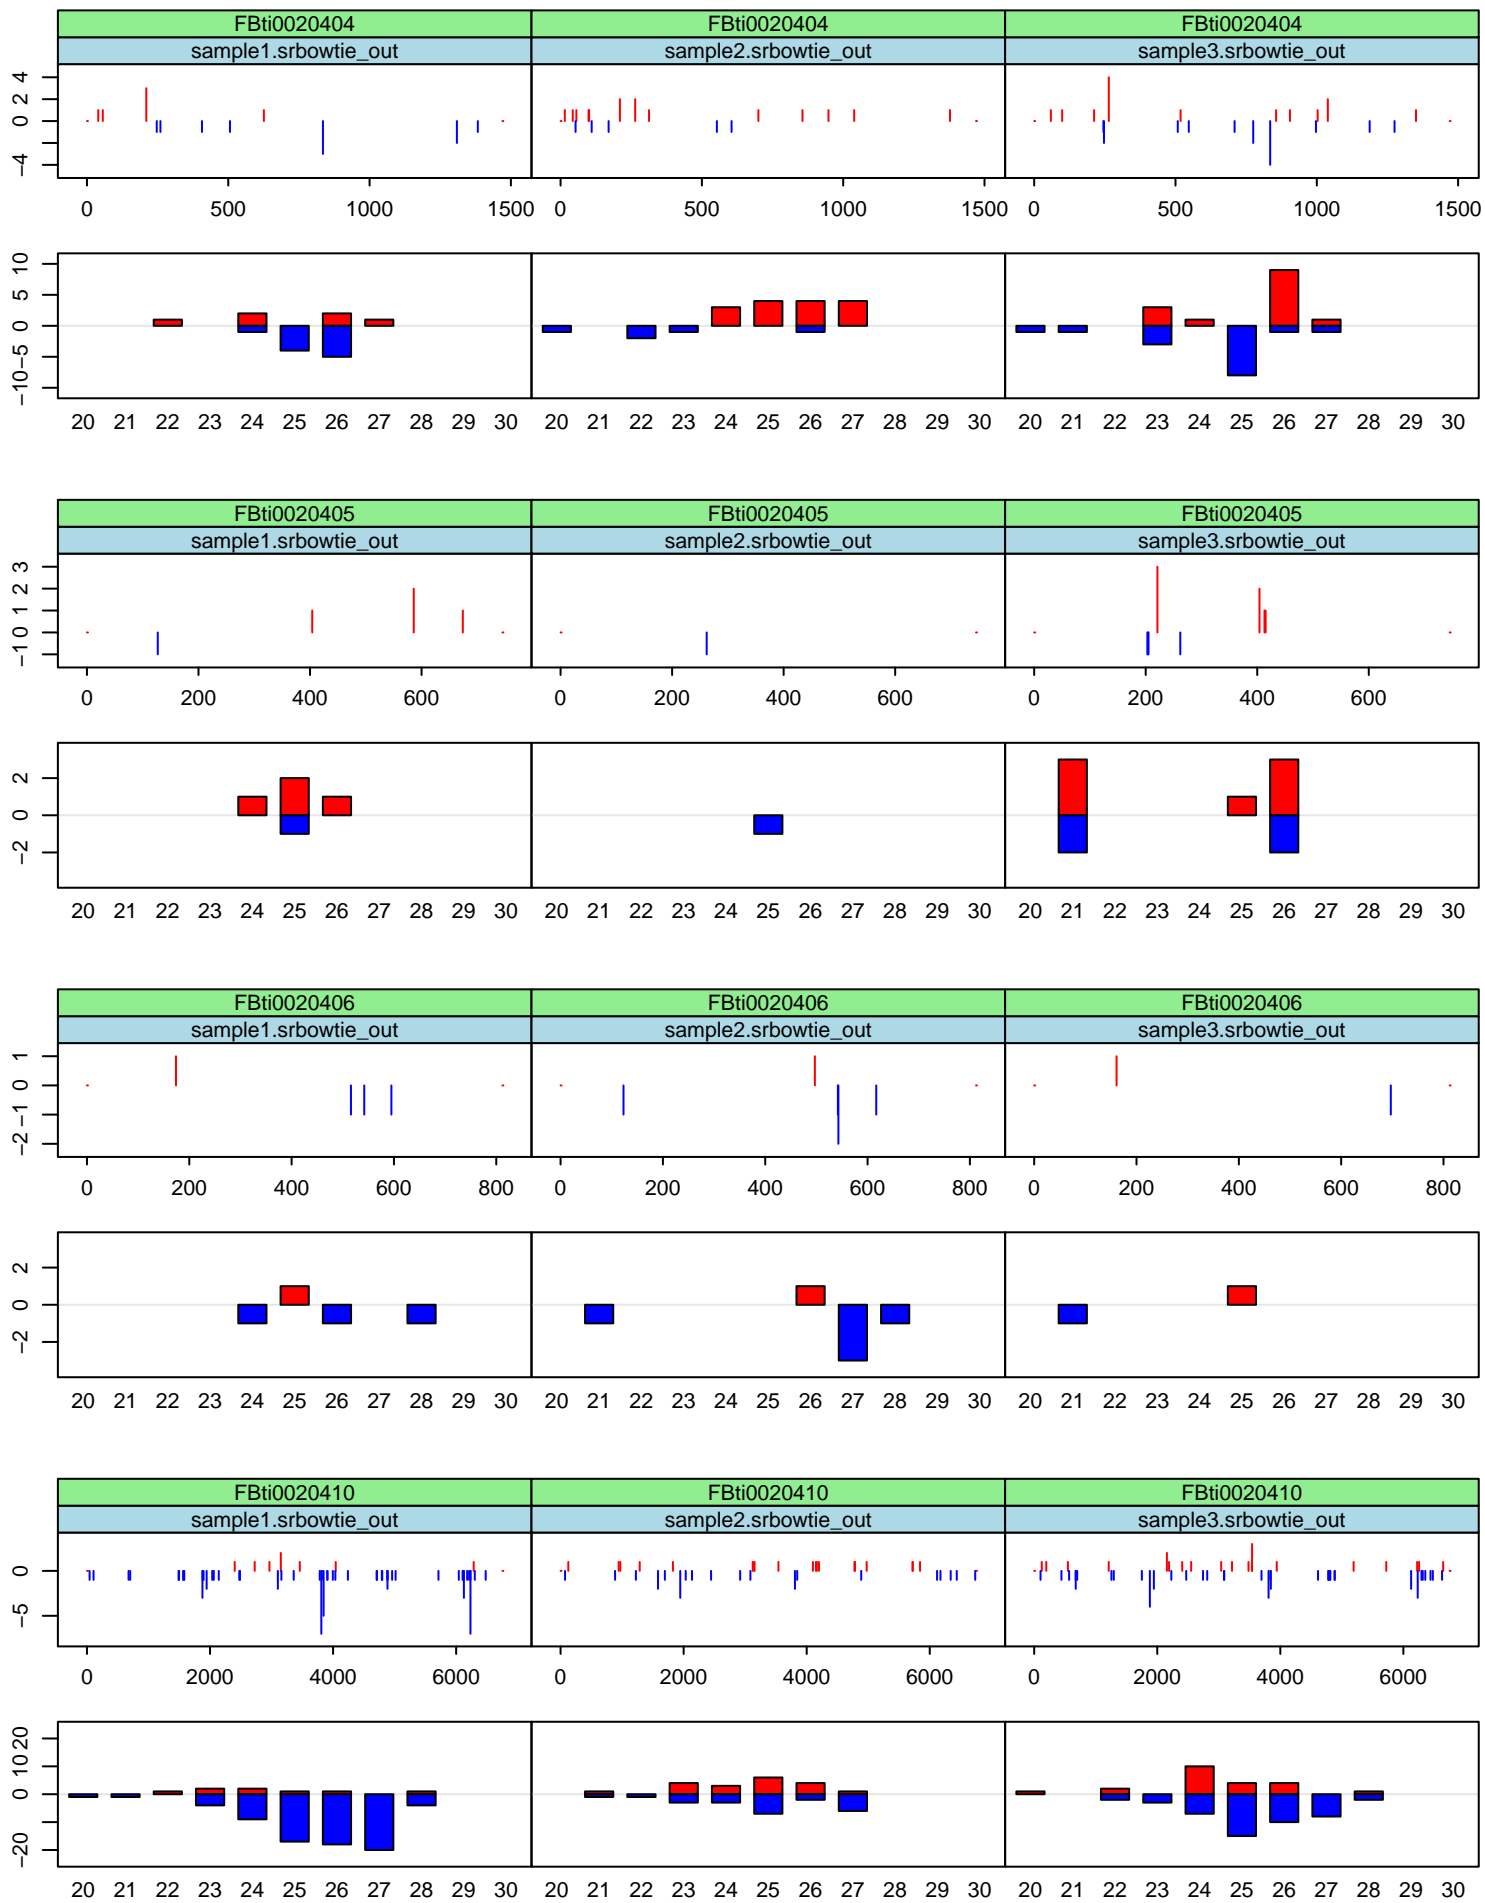 FBti0020404 FBti0020404 FBti0020404
sample1.srbowtie_out sample2.srbowtie_out sample3.srbowtie_out
−4 0 2 4
0 500 1000 1500 0 500 1000 1500 0 500 1000 1500
−10 −5 0 5 10
20 21 22 23 24 25 26 27 28 29 30 20 21 22 23 24 25 26 27 28 29 30 20 21 22 23 24 25 26 27 28 29 30
FBti0020405 FBti0020405 FBti0020405
sample1.srbowtie_out sample2.srbowtie_out sample3.srbowtie_out
−1 0 1 2 3
0 200 400 600 0 200 400 600 0 200 400 600
−2 0 2
20 21 22 23 24 25 26 27 28 29 30 20 21 22 23 24 25 26 27 28 29 30 20 21 22 23 24 25 26 27 28 29 30
FBti0020406 FBti0020406 FBti0020406
sample1.srbowtie_out sample2.srbowtie_out sample3.srbowtie_out
−2 −1 0 1
0 200 400 600 800 0 200 400 600 800 0 200 400 600 800
−2 0 2
20 21 22 23 24 25 26 27 28 29 30 20 21 22 23 24 25 26 27 28 29 30 20 21 22 23 24 25 26 27 28 29 30
FBti0020410 FBti0020410 FBti0020410
sample1.srbowtie_out sample2.srbowtie_out sample3.srbowtie_out
−5 0
0 2000 4000 6000 0 2000 4000 6000 0 2000 4000 6000
−20 0 10 20
20 21 22 23 24 25 26 27 28 29 30 20 21 22 23 24 25 26 27 28 29 30 20 21 22 23 24 25 26 27 28 29 30